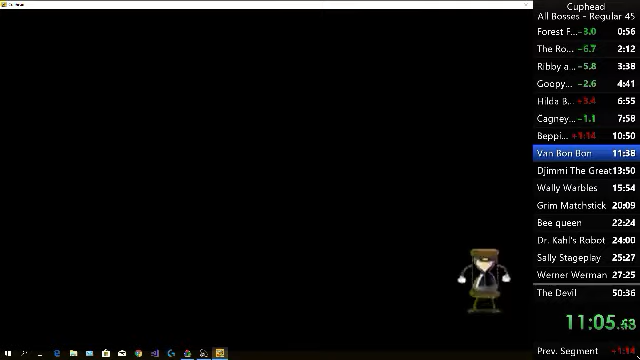 Cuphead
Cuphead
All Bosses - Regular 45
Forest F... -3.0 0:56
The Ro... -6.7 2:12
Ribby a... -5.8 3:38
Goopy... -2.6 4:41
Hilda B... +3.4 6:55
Cagney... -1.1 7:58
Beppi... +1:14 10:50
Van Bon Bon 11:38
Djimmi The Great 13:50
Wally Warbles 15:54
Grim Matchstick 20:09
Bee queen 22:24
Dr. Kahl's Robot 24:00
Sally Stageplay 25:27
Werner Werman 27:25
The Devil 50:36
11:05.53
Prev. Segment +1:14